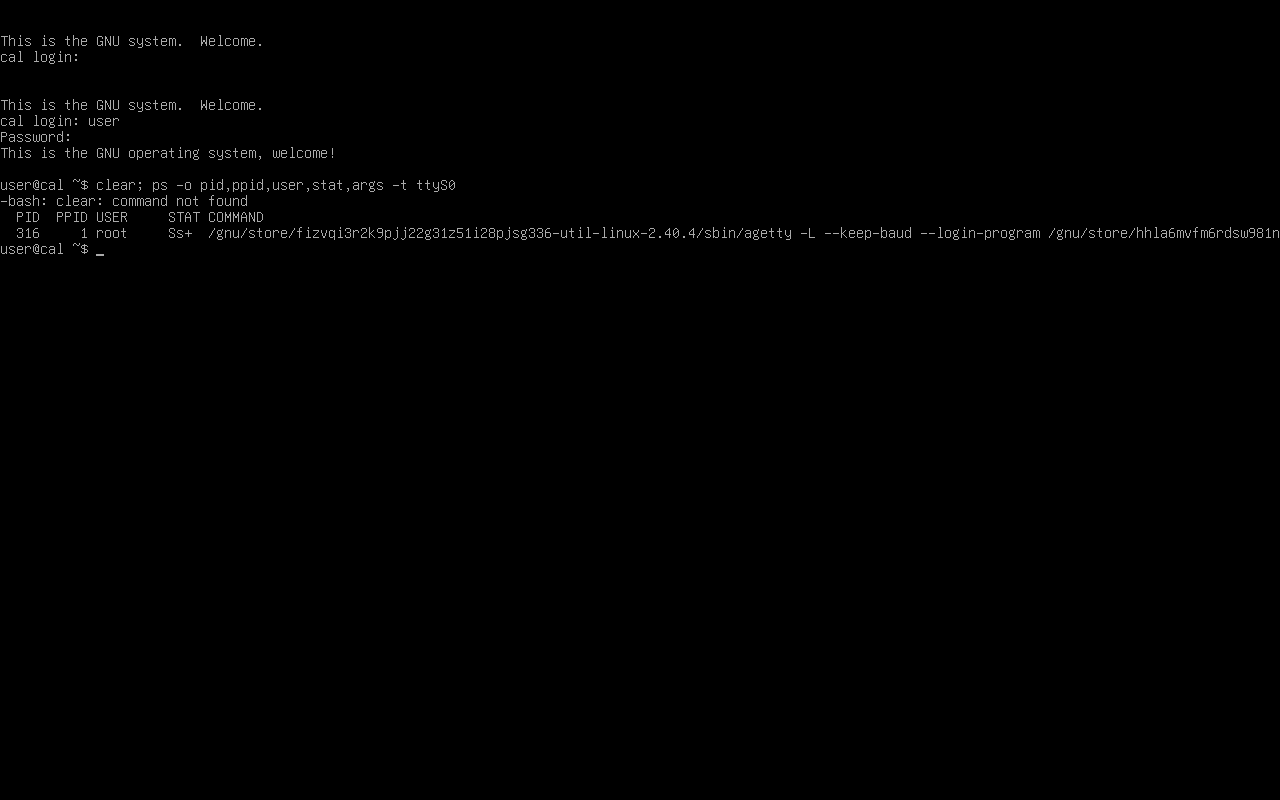 This is the GNU system.  Welcome.
cal login:
This is the GNU system.  Welcome.
cal login: user
Password:
This is the GNU operating system, welcome!
user@cal ~$ clear; ps -o pid,ppid,user,stat,args -t ttyS0
-bash: clear: command not found
  PID  PPID USER     STAT COMMAND
  316     1 root     Ss+  /gnu/store/fizvqi3r2k9pjj22g31z51i28pjsg336-util-linux-2.40.4/sbin/agetty -L --keep-baud --login-program /gnu/store/hhla6mvfm6rdsw981n
user@cal ~$ _